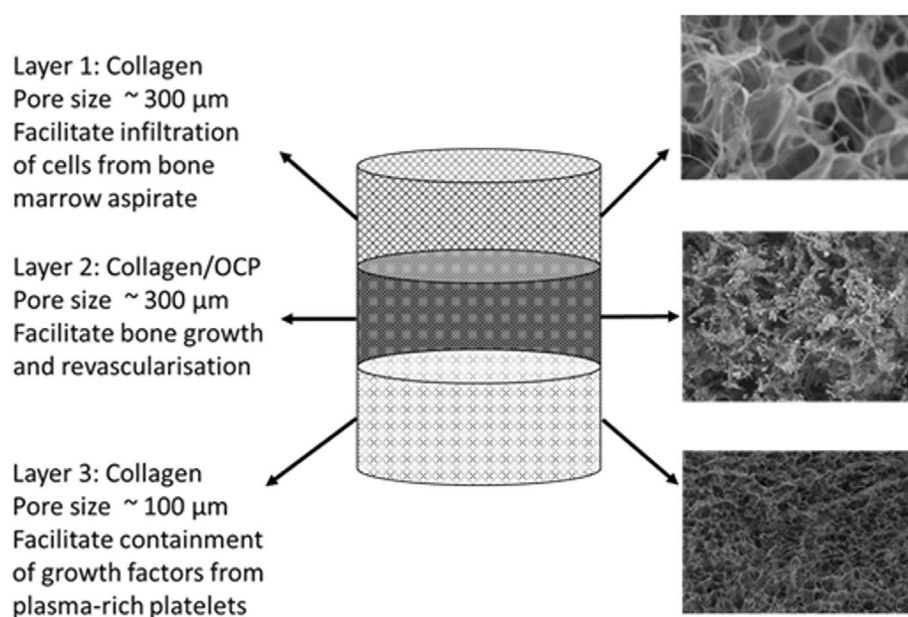 Layer 1: Collagen
Pore size ~ 300 µm
Facilitate infiltration
of cells from bone
marrow aspirate
Layer 2: Collagen/OCP
Pore size ~ 300 µm
Facilitate bone growth
and revascularisation
Layer 3: Collagen
Pore size ~ 100 µm
Facilitate containment
of growth factors from
plasma-rich platelets